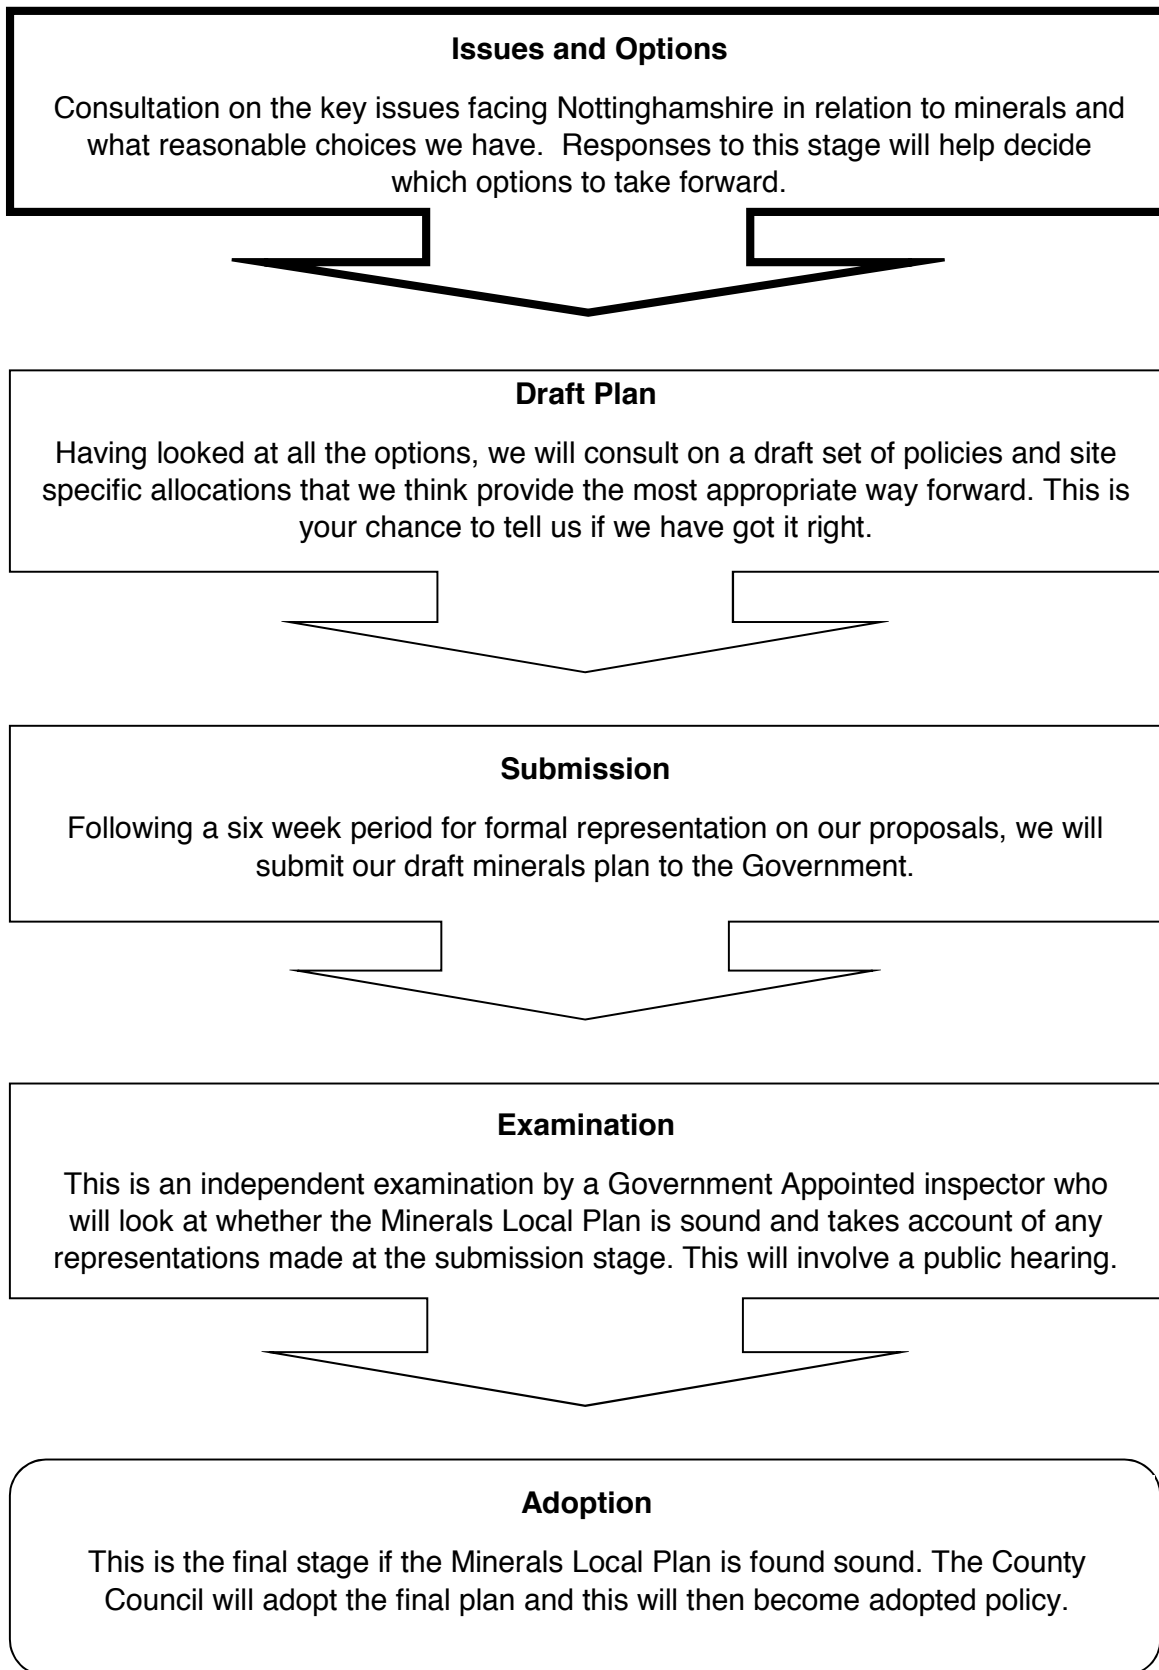 Issues and Options
Consultation on the key issues facing Nottinghamshire in relation to minerals and
what reasonable choices we have.  Responses to this stage will help decide
which options to take forward.
Draft Plan
Having looked at all the options, we will consult on a draft set of policies and site
specific allocations that we think provide the most appropriate way forward. This is
your chance to tell us if we have got it right.
Submission
Following a six week period for formal representation on our proposals, we will
submit our draft minerals plan to the Government.
Examination
This is an independent examination by a Government Appointed inspector who
will look at whether the Minerals Local Plan is sound and takes account of any
representations made at the submission stage. This will involve a public hearing.
Adoption
This is the final stage if the Minerals Local Plan is found sound. The County
Council will adopt the final plan and this will then become adopted policy.